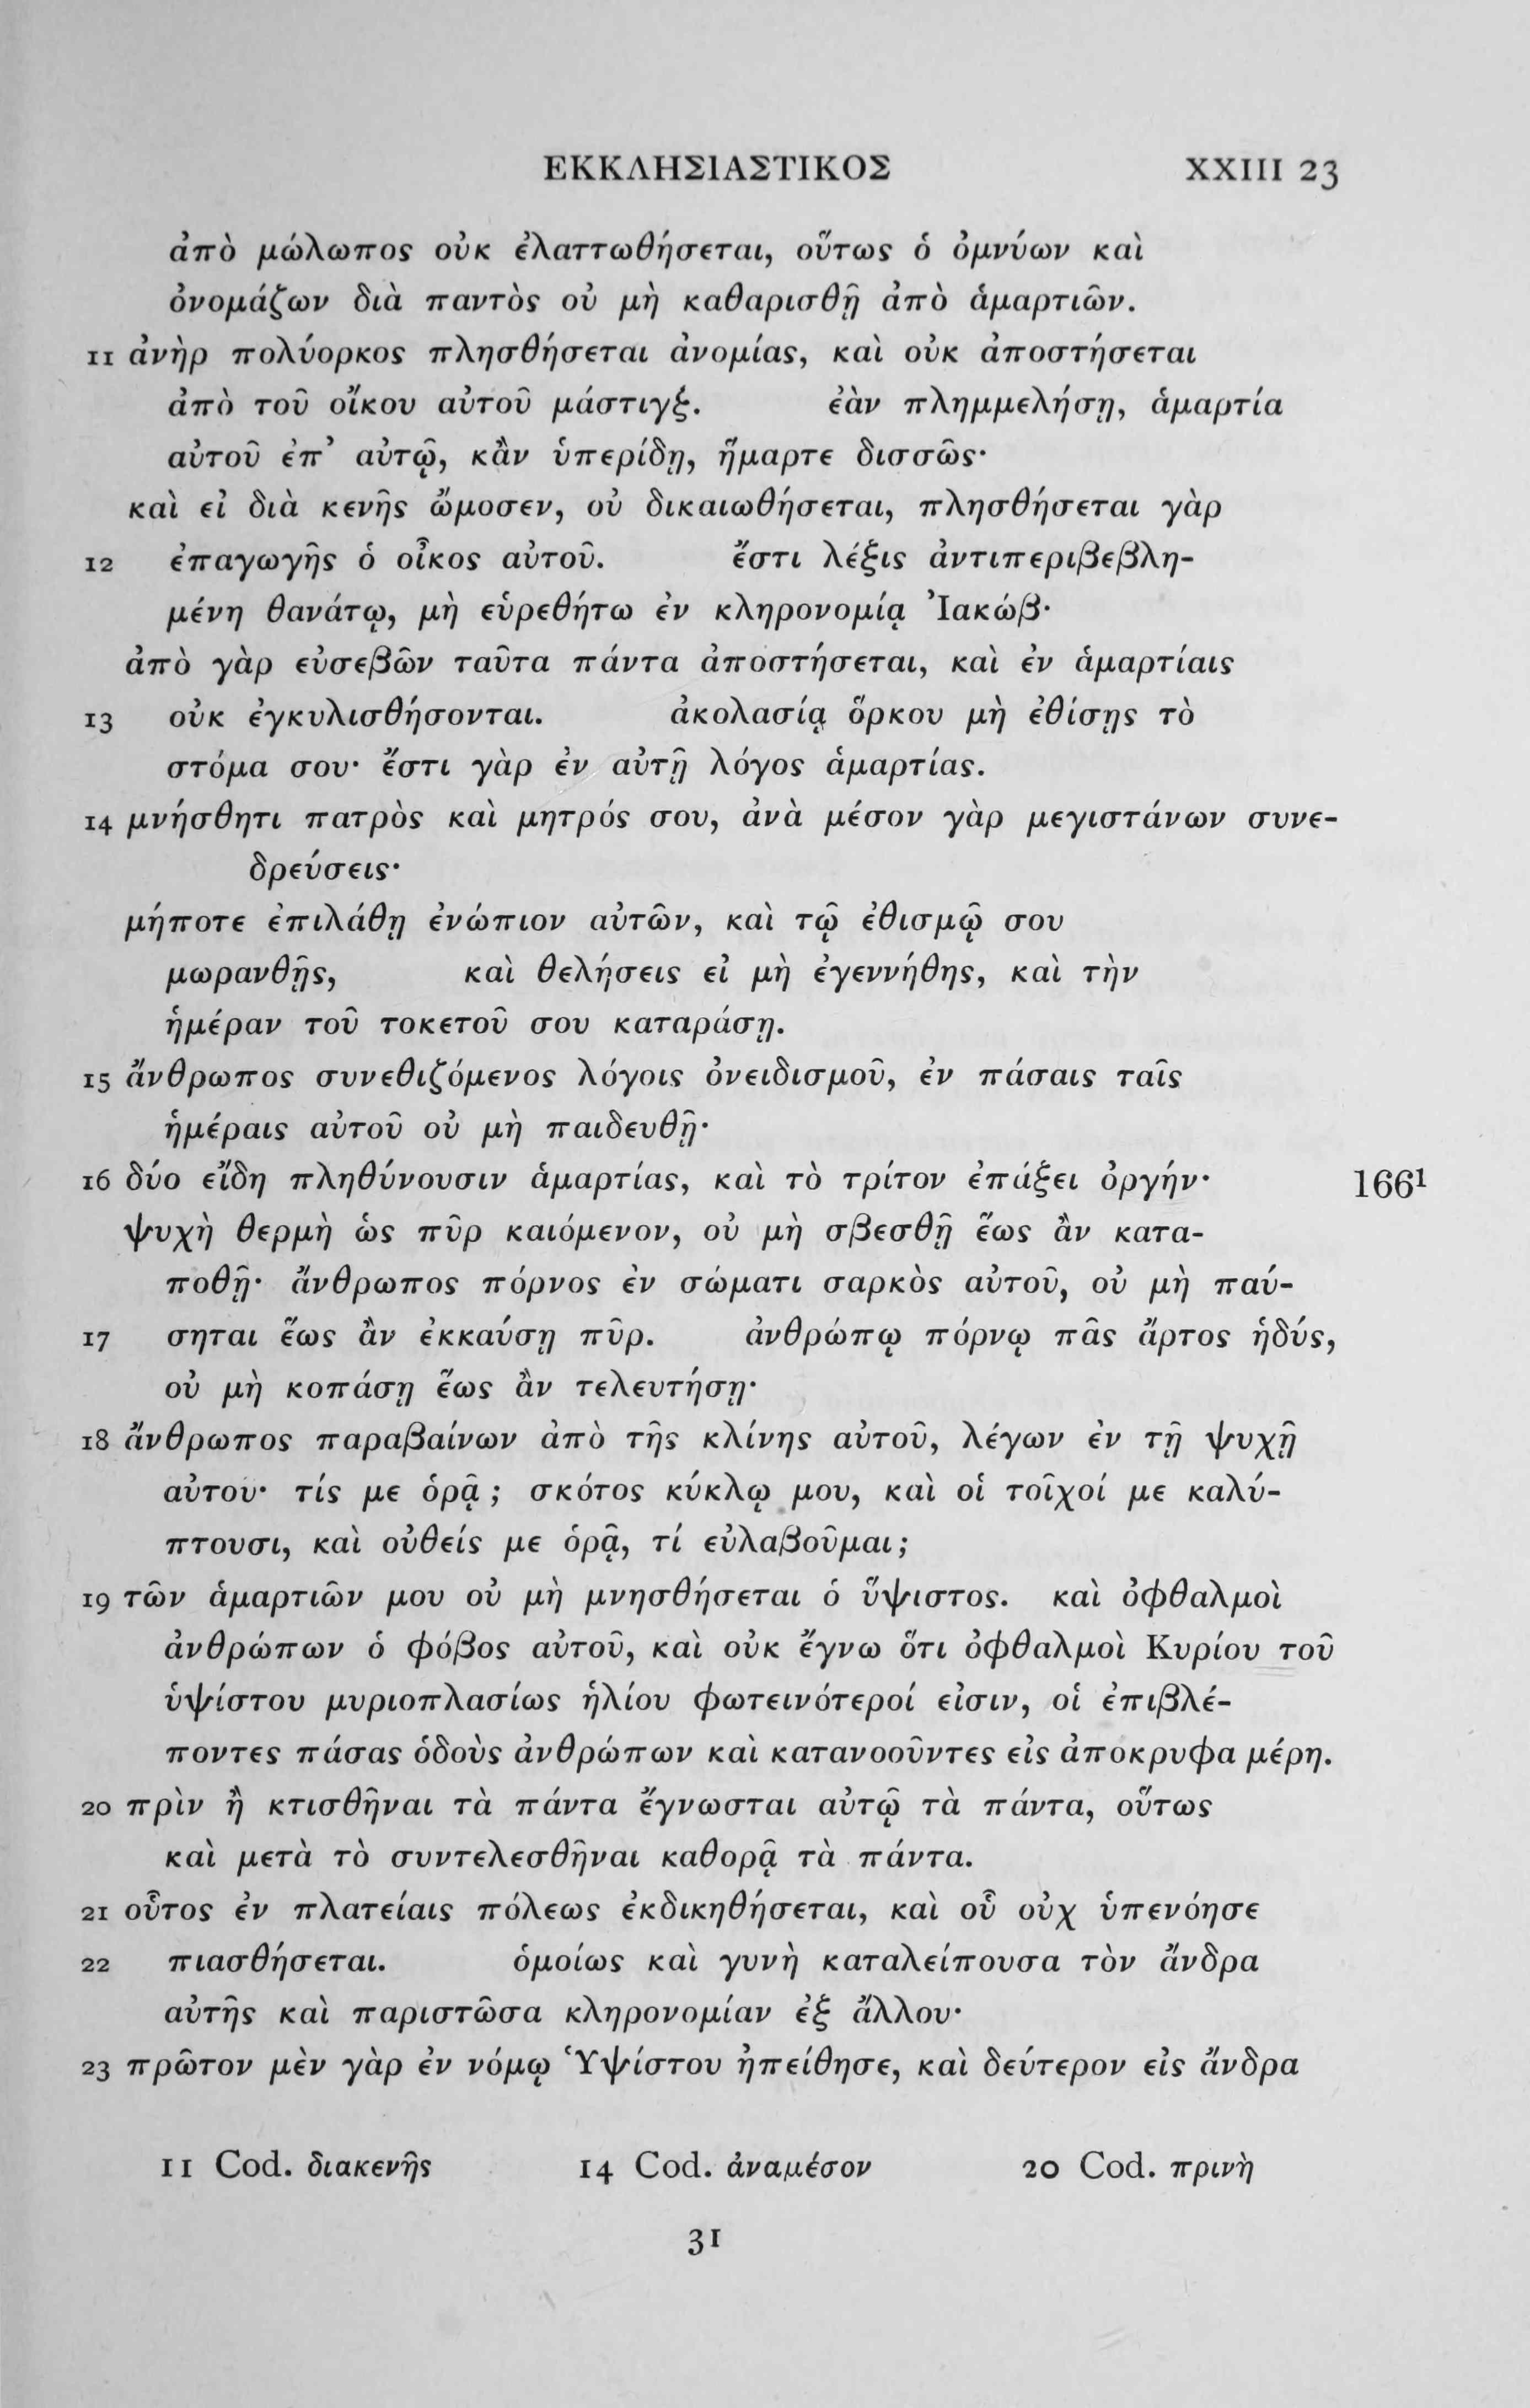 ΕΚΚΛΗΣΙΑΣΤΙΚΟΣ XXIII 23
ἀπὸ μώλωπος οὐκ ἐλαττωθήσεται, οὕτως ὁ ὀμνύων καὶ
ὀνομάζων διὰ παντὸς οὐ μὴ καθαρισθῇ ἀπὸ ἁμαρτιῶν.
11 ἀνὴρ πολύορκος πλησθήσεται ἀνομίας, καὶ οὐκ ἀποστήσεται
ἀπὸ τοῦ οἴκου αὐτοῦ μάστιγξ. ἐὰν πλημμελήσῃ, ἁμαρτία
αὐτοῦ ἐπ’ αὐτῷ, κἂν ὑπερίδῃ, ἥμαρτε δισσῶς·
καὶ εἰ διὰ κενῆς ὤμοσεν, οὐ δικαιωθήσεται, πλησθήσεται γὰρ
12 ἐπαγωγῆς ὁ οἶκος αὐτοῦ. ἔστι λέξις ἀντιπεριβεβλη-
μένη θανάτῳ, μὴ εὑρεθήτω ἐν κληρονομίᾳ Ἰακώβ·
ἀπὸ γὰρ εὐσεβῶν ταῦτα πάντα ἀποστήσεται, καὶ ἐν ἁμαρτίαις
13 οὐκ ἐγκυλισθήσονται. ἀκολασίᾳ ὅρκου μὴ ἐθίσῃς τὸ
στόμα σου· ἔστι γὰρ ἐν αὐτῇ λόγος ἁμαρτίας.
14 μνήσθητι πατρὸς καὶ μητρός σου, ἀνὰ μέσον γὰρ μεγιστάνων συνε-
δρεύσεις·
μήποτε ἐπιλάθῃ ἐνώπιον αὐτῶν, καὶ τῷ ἐθισμῷ σου
μωρανθῇς, καὶ θελήσεις εἰ μὴ ἐγεννήθης, καὶ τὴν
ἡμέραν τοῦ τοκετοῦ σου καταράσῃ.
15 ἄνθρωπος συνεθιζόμενος λόγοις ὀνειδισμοῦ, ἐν πάσαις ταῖς
ἡμέραις αὐτοῦ οὐ μὴ παιδευθῇ·
16 δύο εἴδη πληθύνουσιν ἁμαρτίας, καὶ τὸ τρίτον ἐπάξει ὀργήν· 166¹
ψυχὴ θερμὴ ὡς πῦρ καιόμενον, οὐ μὴ σβεσθῇ ἕως ἂν κατα-
ποθῇ· ἄνθρωπος πόρνος ἐν σώματι σαρκὸς αὐτοῦ, οὐ μὴ παύ-
17 σηται ἕως ἂν ἐκκαύσῃ πῦρ. ἀνθρώπῳ πόρνῳ πᾶς ἄρτος ἡδύς,
οὐ μὴ κοπάσῃ ἕως ἂν τελευτήσῃ·
18 ἄνθρωπος παραβαίνων ἀπὸ τῆς κλίνης αὐτοῦ, λέγων ἐν τῇ ψυχῇ
αὐτου· τίς με ὁρᾷ ; σκότος κύκλῳ μου, καὶ οἱ τοῖχοί με καλύ-
πτουσι, καὶ οὐθείς με ὁρᾷ, τί εὐλαβοῦμαι ;
19 τῶν ἁμαρτιῶν μου οὐ μὴ μνησθήσεται ὁ ὕψιστος. καὶ ὀφθαλμοὶ
ἀνθρώπων ὁ φόβος αὐτοῦ, καὶ οὐκ ἔγνω ὅτι ὀφθαλμοὶ Κυρίου τοῦ
ὑψίστου μυριοπλασίως ἡλίου φωτεινότεροί εἰσιν, οἱ ἐπιβλέ-
ποντες πάσας ὁδοὺς ἀνθρώπων καὶ κατανοοῦντες εἰς ἀποκρυφα μέρη.
20 πρὶν ἢ κτισθῆναι τὰ πάντα ἔγνωσται αὐτῷ τὰ πάντα, οὕτως
καὶ μετὰ τὸ συντελεσθῆναι καθορᾷ τὰ πάντα.
21 οὗτος ἐν πλατείαις πόλεως ἐκδικηθήσεται, καὶ οὗ οὐχ ὑπενόησε
22 πιασθήσεται. ὁμοίως καὶ γυνὴ καταλείπουσα τὸν ἄνδρα
αὐτῆς καὶ παριστῶσα κληρονομίαν ἐξ ἄλλου·
23 πρῶτον μὲν γὰρ ἐν νόμῳ Ὑψίστου ἠπείθησε, καὶ δεύτερον εἰς ἄνδρα
11 Cod. διακενῆς 14 Cod. ἀναμέσον 20 Cod. πρινὴ
31